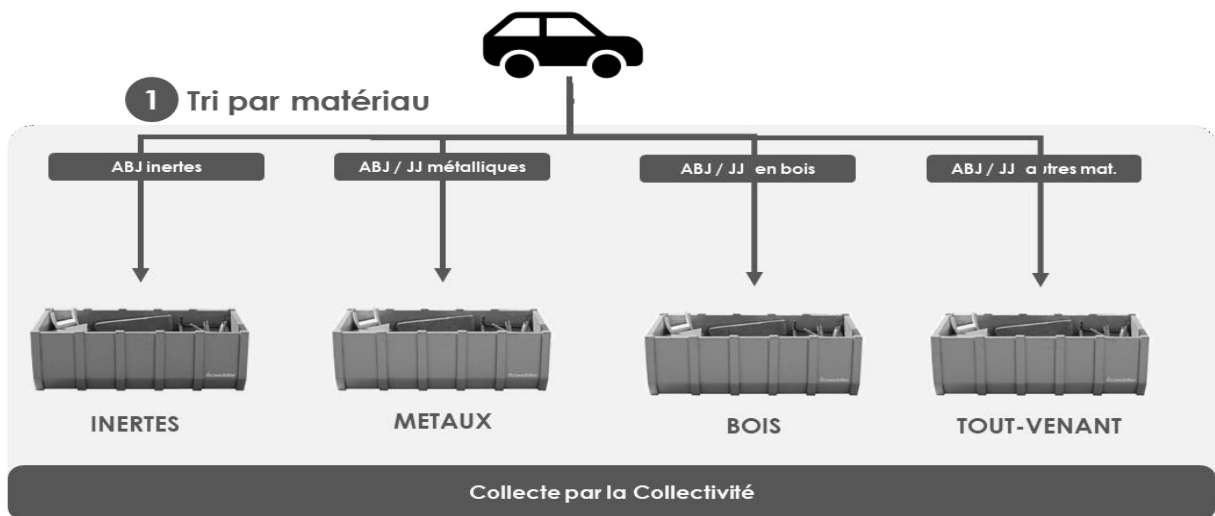 1 Tri par matériau
ABJ inertes
ABJ / JJ métalliques
ABJ / JJ en bois
ABJ / JJ autres mat.
INERTES
METAUX
BOIS
TOUT-VENANT
Collecte par la Collectivité